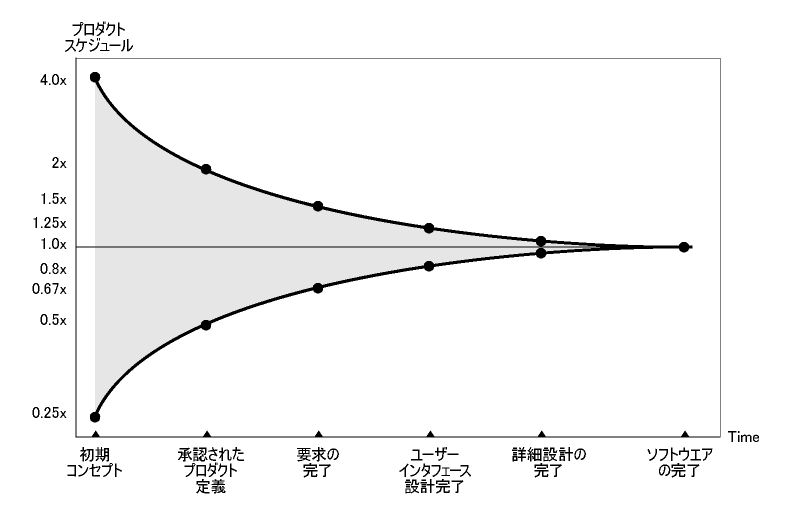 プロダクト
スケジュール
4.0x
2x
1.5x
1.25x
1.0x
0.8x
0.67x
0.5x
0.25x
Time
初期
コンセプト
承認された
プロダクト
定義
要求の
完了
ユーザー
インタフェース
設計完了
詳細設計の
完了
ソフトウエア
の完了